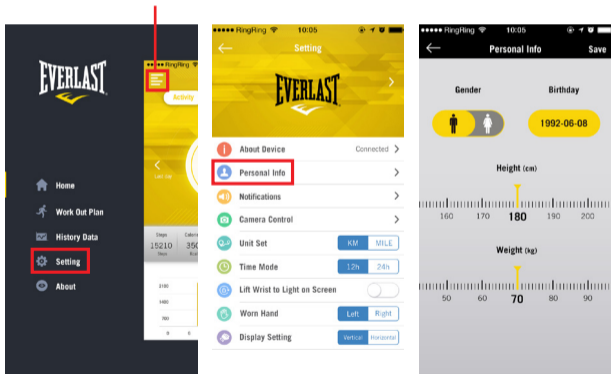 EVERLAST
Home
Work Out Plan
History Data
Setting
About
RingRing
Activity
Steps
15210
2100
1400
700
0
RingRing 10:05
Setting
EVERLAST
About Device Connected
Personal Info
Notifications
Camera Control
Unit Set KM MILE
Time Mode 12h 24h
Lift Wrist to Light on Screen
Worn Hand Left Right
Display Setting Vertical Horizontal
RingRing 10:05
Personal Info Save
Gender Birthday
1992-06-08
Height (cm)
160 170 180 190 200
Weight (kg)
50 60 70 80 90